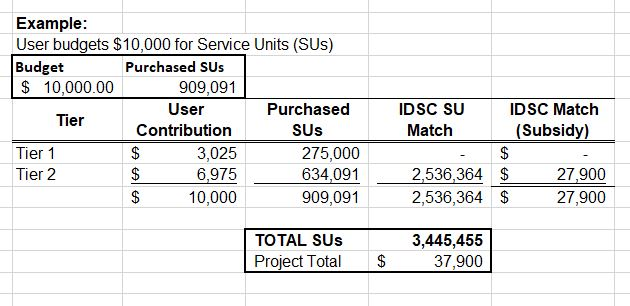 Example:
User budgets $10,000 for Service Units (SUs)
Budget Purchased SUs
$ 10,000.00 909,091
Tier User Contribution Purchased SUs IDSC SU Match IDSC Match (Subsidy)
Tier 1 $ 3,025 275,000 - $ -
Tier 2 $ 6,975 634,091 2,536,364 $ 27,900
$ 10,000 909,091 2,536,364 $ 27,900
TOTAL SUs 3,445,455
Project Total $ 37,900